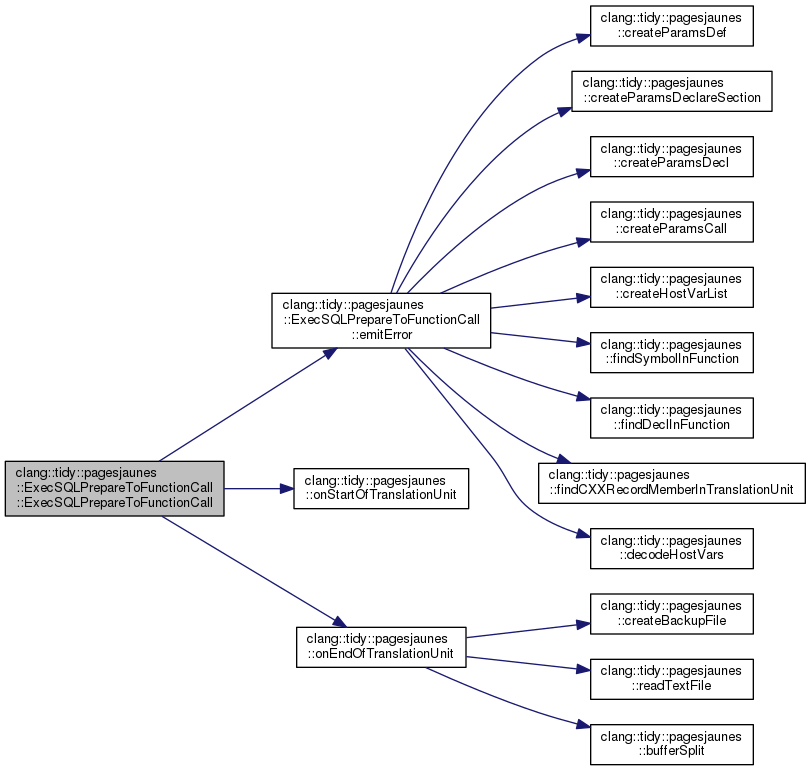 clang::tidy::pagesjaunes
::createParamsDef
clang::tidy::pagesjaunes
::createParamsDeclareSection
clang::tidy::pagesjaunes
::createParamsDecl
clang::tidy::pagesjaunes
::createParamsCall
clang::tidy::pagesjaunes
::createHostVarList
clang::tidy::pagesjaunes
::ExecSQLPrepareToFunctionCall
::emitError
clang::tidy::pagesjaunes
::findSymbolInFunction
clang::tidy::pagesjaunes
::findDeclInFunction
clang::tidy::pagesjaunes
::ExecSQLPrepareToFunctionCall
::ExecSQLPrepareToFunctionCall
clang::tidy::pagesjaunes
::onStartOfTranslationUnit
clang::tidy::pagesjaunes
::findCXXRecordMemberInTranslationUnit
clang::tidy::pagesjaunes
::decodeHostVars
clang::tidy::pagesjaunes
::onEndOfTranslationUnit
clang::tidy::pagesjaunes
::createBackupFile
clang::tidy::pagesjaunes
::readTextFile
clang::tidy::pagesjaunes
::bufferSplit